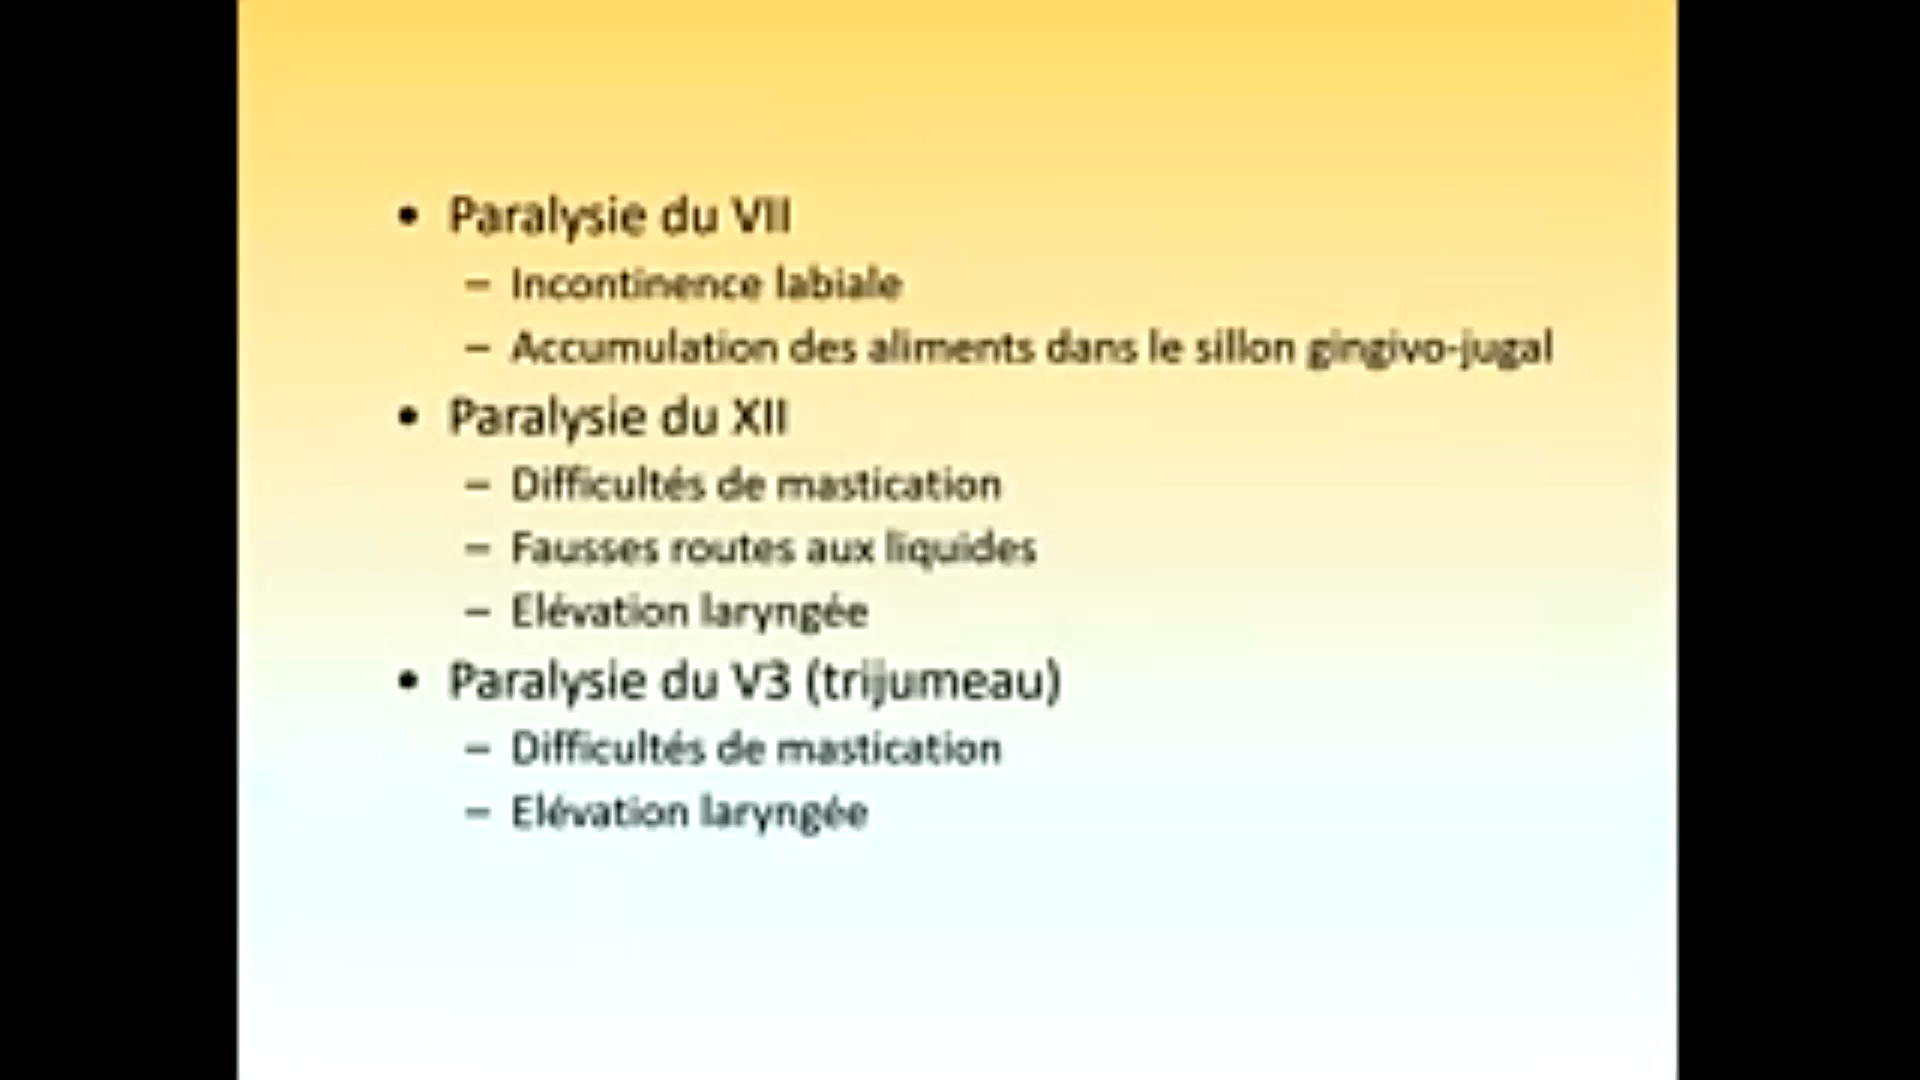 • Paralysie du VII
– Incontinence labiale
– Accumulation des aliments dans le sillon gingivo-jugal
• Paralysie du XII
– Difficultés de mastication
– Fausses routes aux liquides
– Elévation laryngée
• Paralysie du V3 (trijumeau)
– Difficultés de mastication
– Elévation laryngée